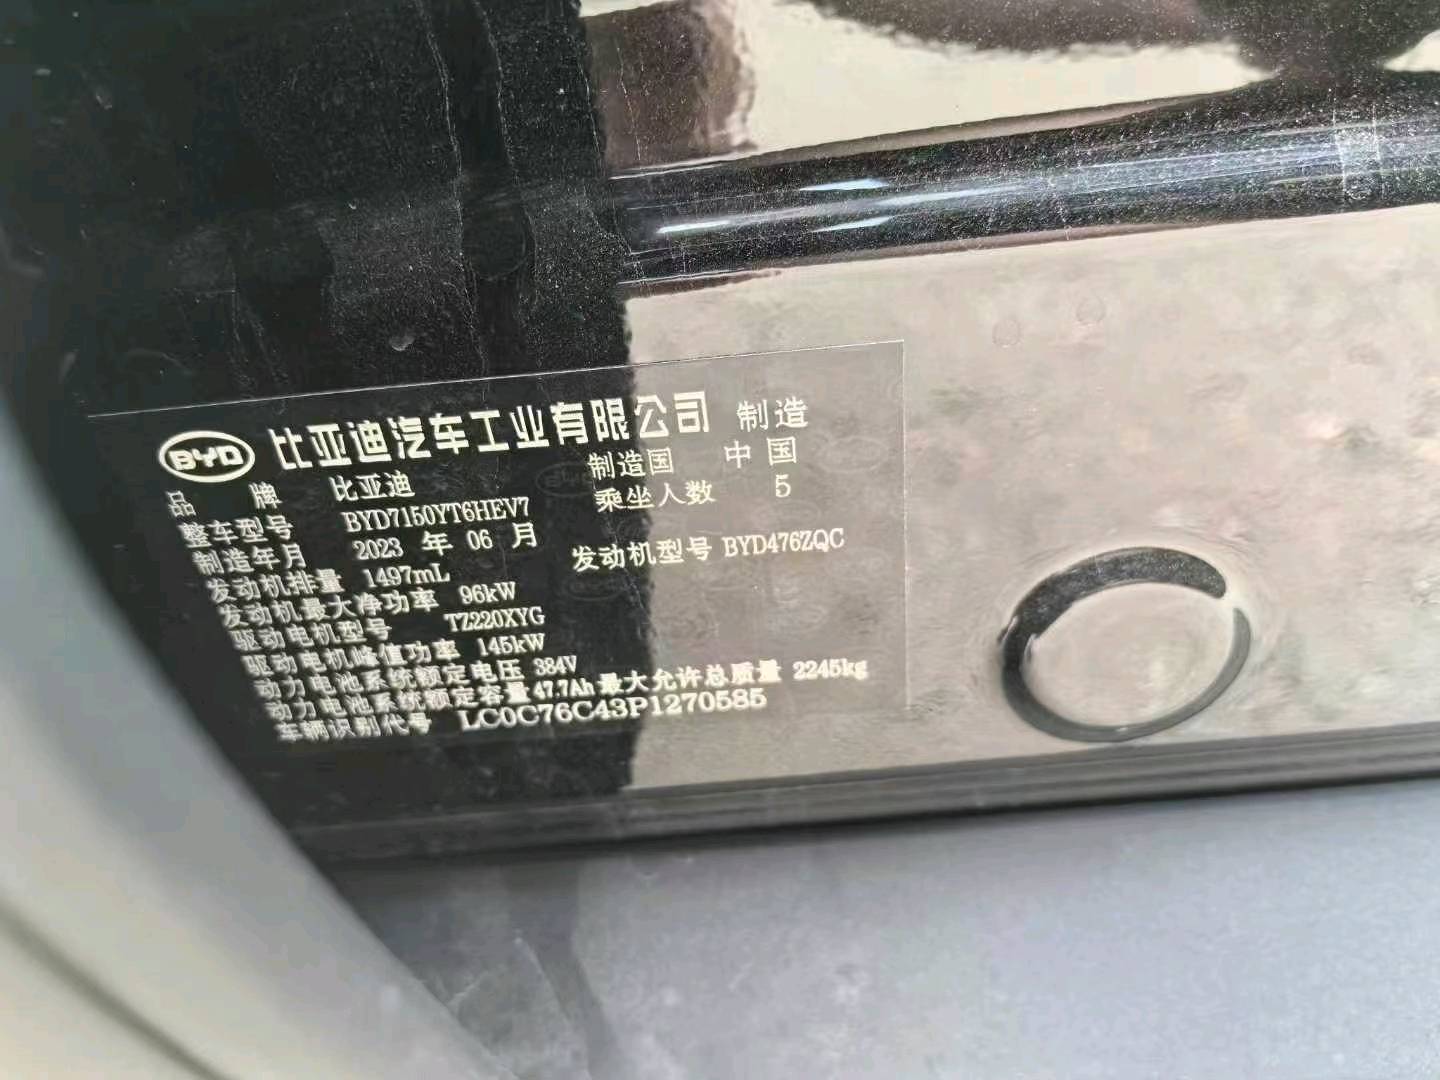 BYD 比亚迪汽车工业有限公司 制造
品 牌 比亚迪 制造国 中国
整车型号 BYD7150YT6HEV7 乘坐人数 5
制造年月 2023 年 06 月
发动机排量 1497mL 发动机型号 BYD476ZQC
发动机最大净功率 96kW
驱动电机型号 TZ220XYG
驱动电机峰值功率 145kW
动力电池系统额定电压 384V
动力电池系统额定容量 47.7Ah 最大允许总质量 2245kg
车辆识别代号 LC0C76C43P1270585